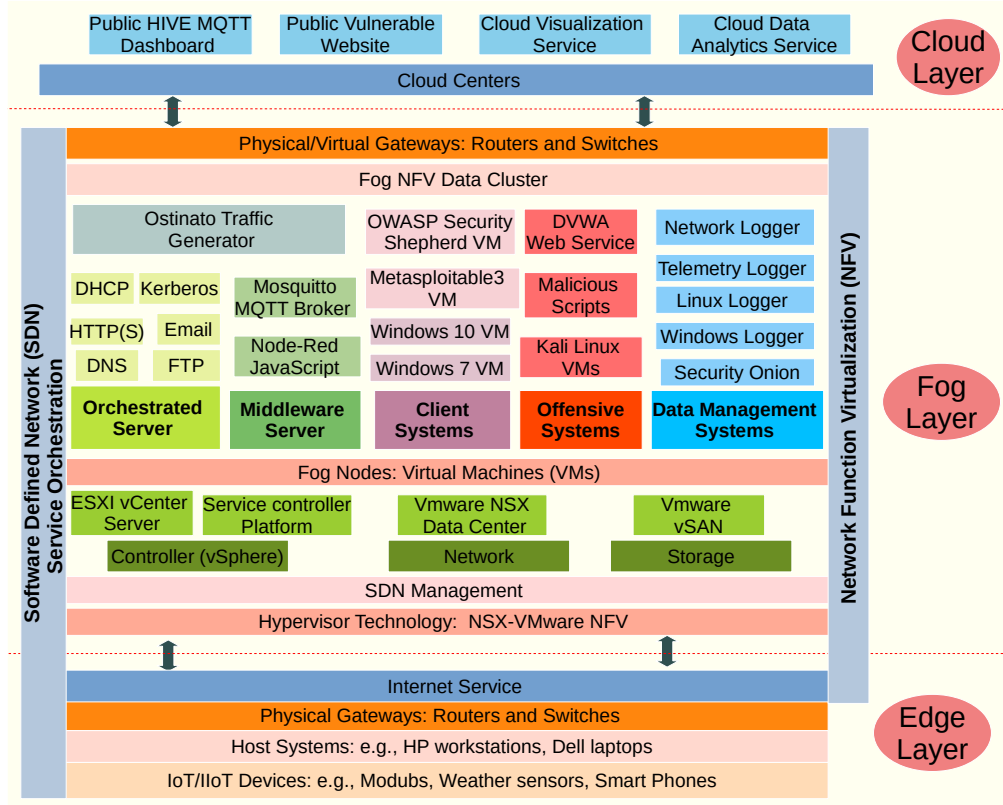 Public HIVE MQTT
Dashboard
Public Vulnerable
Website
Cloud Visualization
Service
Cloud Data
Analytics Service
Cloud
Layer
Cloud Centers
Software Defined Network (SDN)
Service Orchestration
Network Function Virtualization (NFV)
Physical/Virtual Gateways: Routers and Switches
Fog NFV Data Cluster
Ostinato Traffic
Generator
OWASP Security
Shepherd VM
DVWA
Web Service
Network Logger
DHCP
Kerberos
Mosquitto
MQTT Broker
Metasploitable3
VM
Malicious
Scripts
Telemetry Logger
Linux Logger
HTTP(S)
Email
Node-Red
JavaScript
Windows 10 VM
Kali Linux
VMs
Windows Logger
DNS
FTP
Windows 7 VM
Security Onion
Orchestrated
Server
Middleware
Server
Client
Systems
Offensive
Systems
Data Management
Systems
Fog
Layer
Fog Nodes: Virtual Machines (VMs)
ESXI vCenter
Server
Service controller
Platform
Vmware NSX
Data Center
Vmware
vSAN
Controller (vSphere)
Network
Storage
SDN Management
Hypervisor Technology: NSX-VMware NFV
Internet Service
Physical Gateways: Routers and Switches
Host Systems: e.g., HP workstations, Dell laptops
IoT/IIoT Devices: e.g., Modubs, Weather sensors, Smart Phones
Edge
Layer